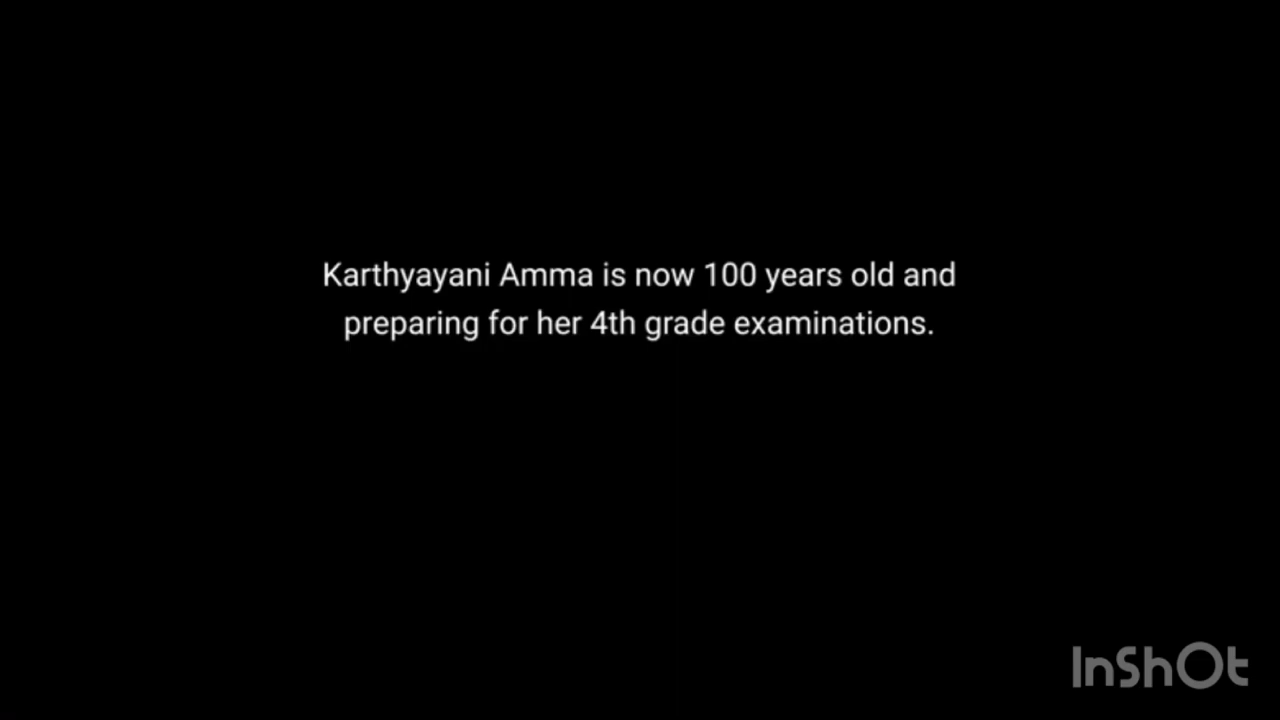 Karthyayani Amma is now 100 years old and
preparing for her 4th grade examinations.
InShOt